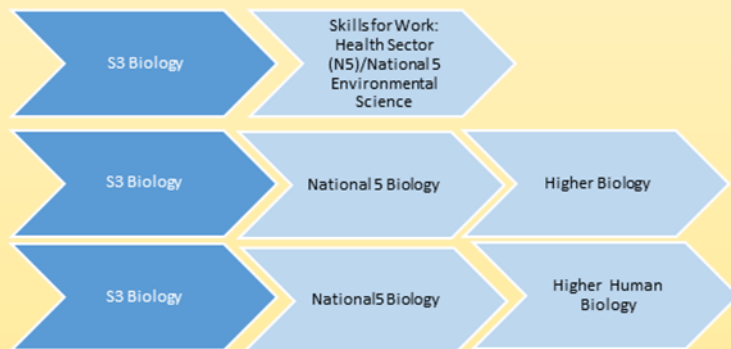 S3 Biology
Skills for Work:
Health Sector
(N5)/National 5
Environmental
Science
S3 Biology
National 5 Biology
Higher Biology
S3 Biology
National5 Biology
Higher Human
Biology